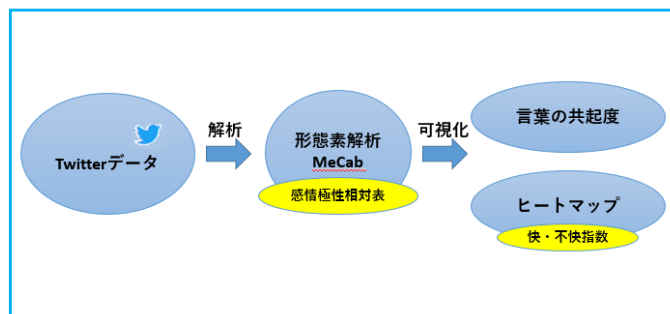 Twitterデータ
解析
形態素解析
MeCab
感情極性相対表
可視化
言葉の共起度
ヒートマップ
快・不快指数